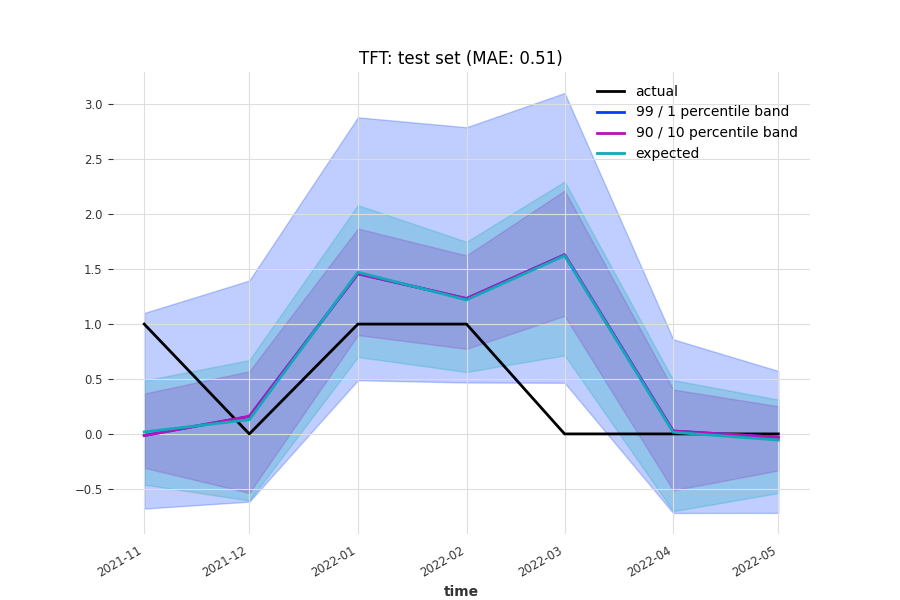 TFT: test set (MAE: 0.51)
actual
99 / 1 percentile band
90 / 10 percentile band
expected
3.0
2.5
2.0
1.5
1.0
0.5
0.0
−0.5
2021-11
2021-12
2022-01
2022-02
2022-03
2022-04
2022-05
time